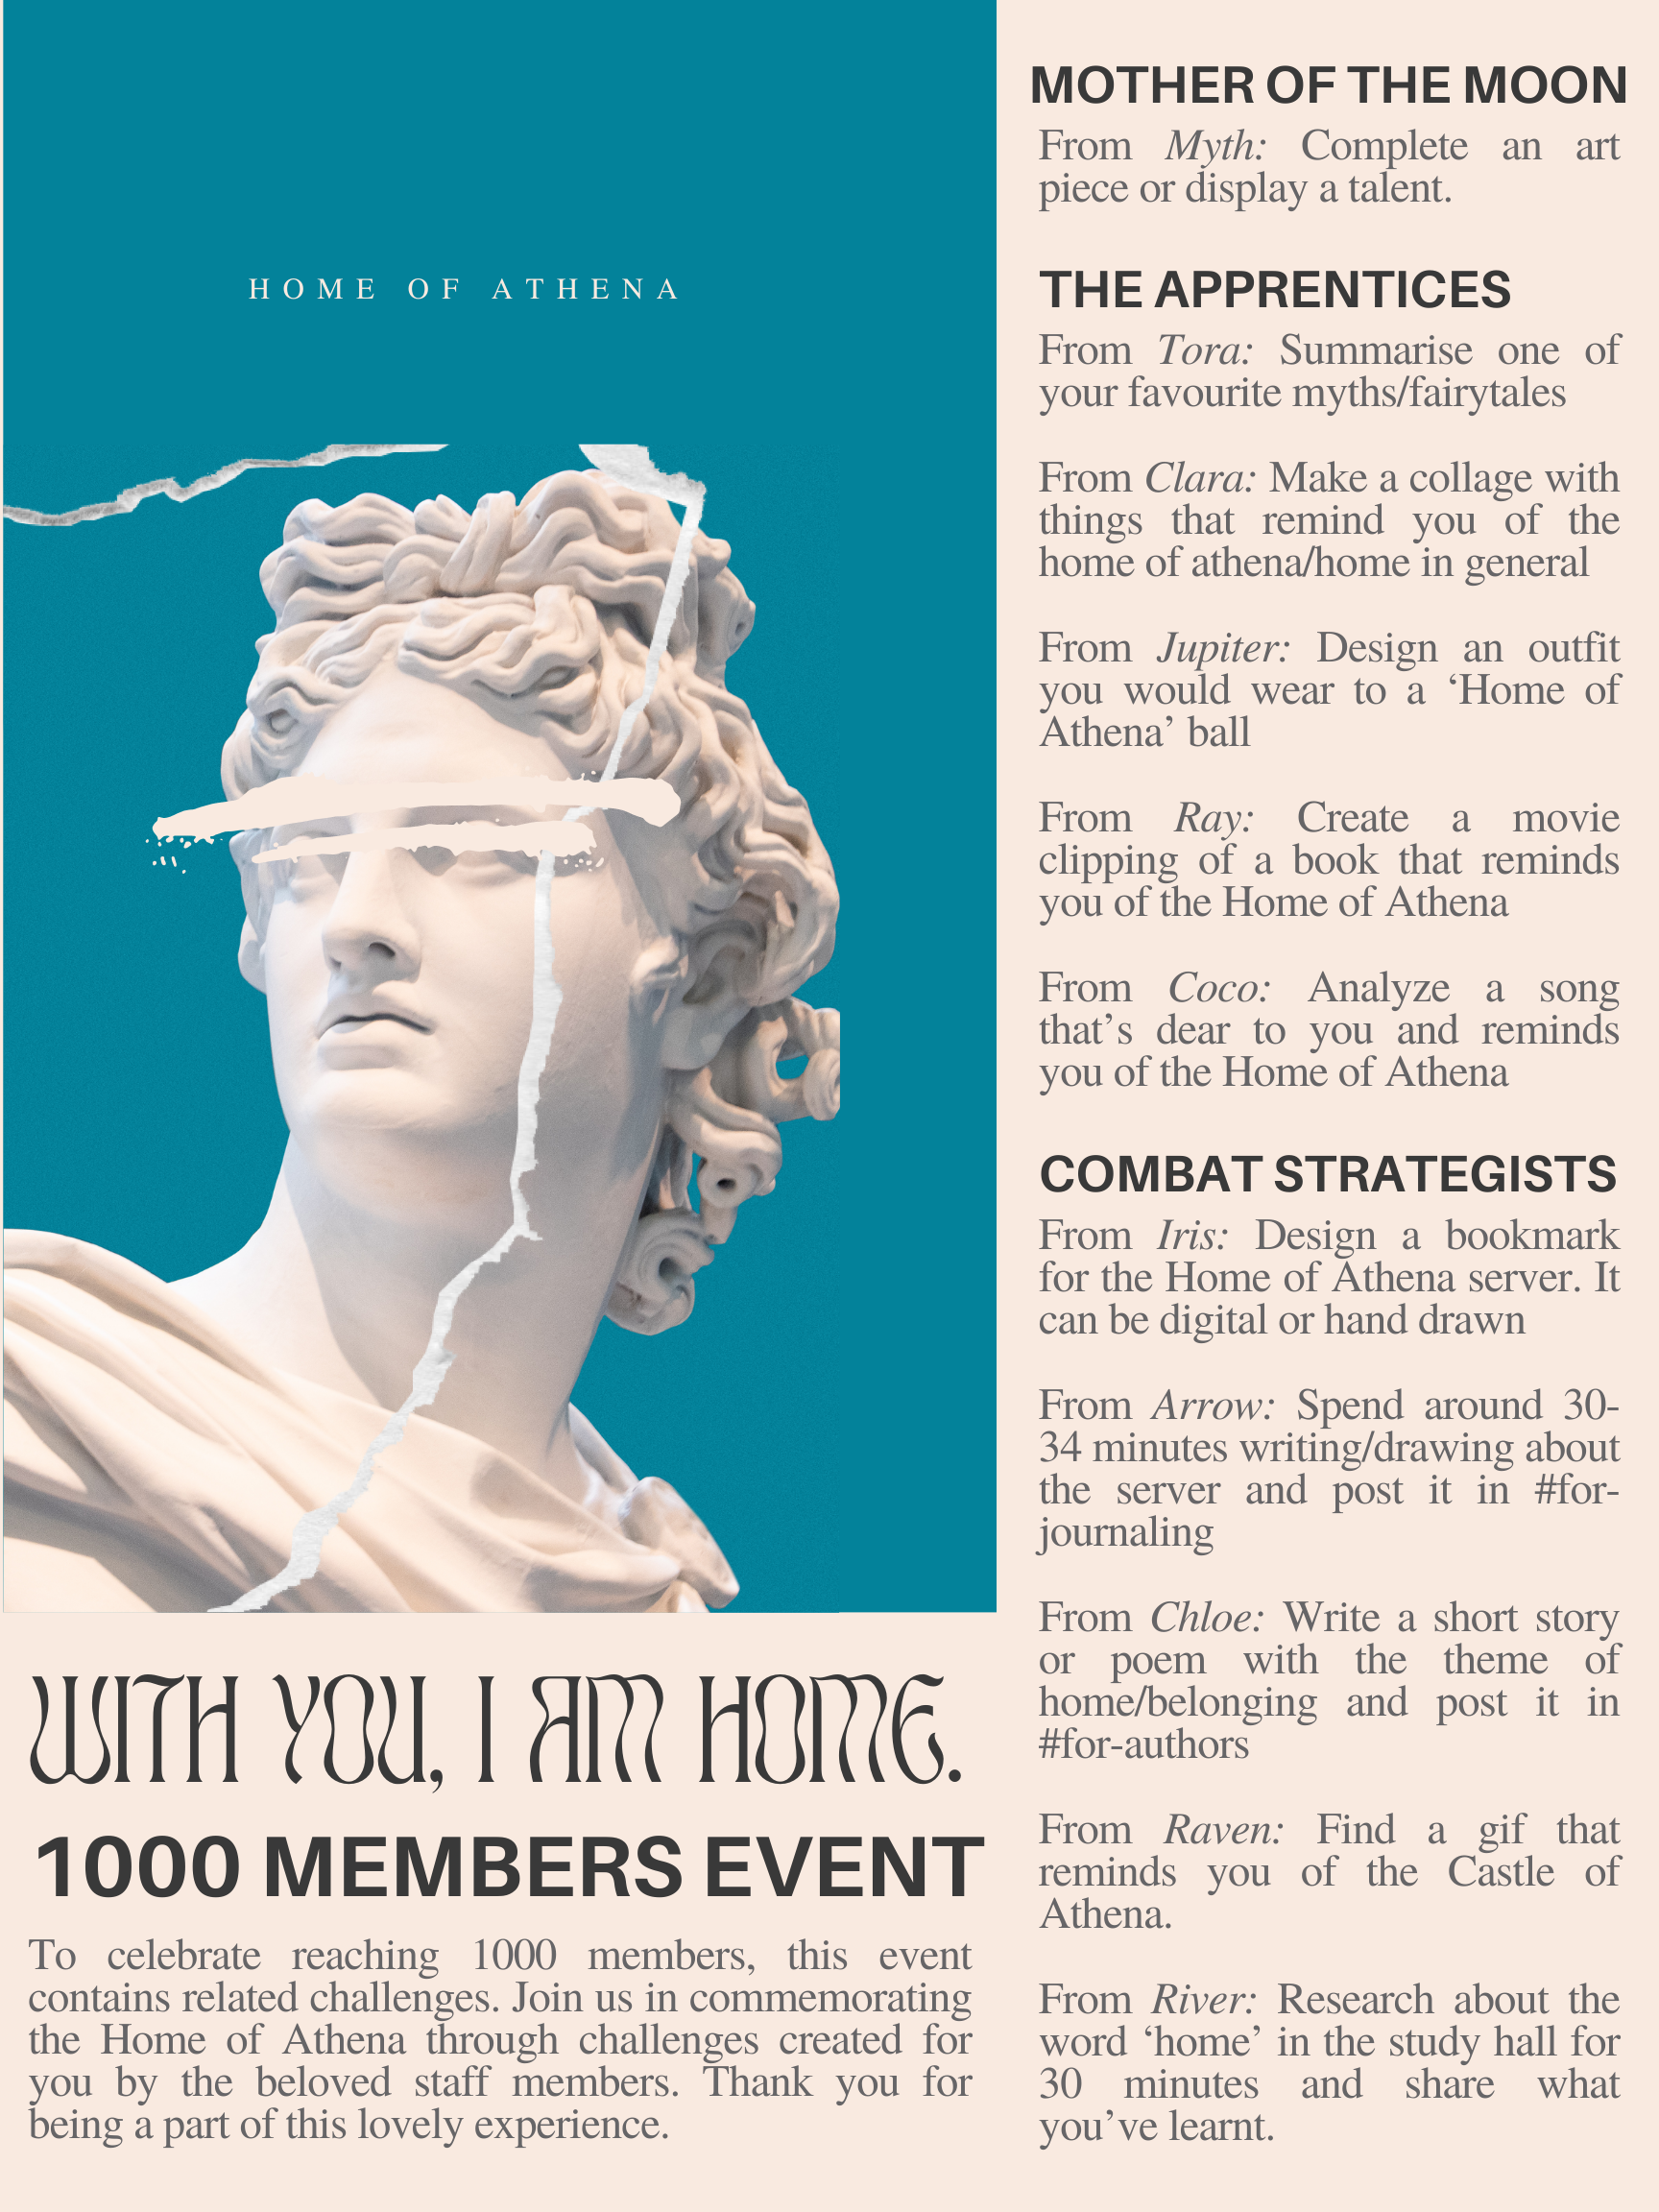 HOME OF ATHENA
WITH YOU, I AM HOME.
1000 MEMBERS EVENT
To celebrate reaching 1000 members, this event
contains related challenges. Join us in commemorating
the Home of Athena through challenges created for
you by the beloved staff members. Thank you for
being a part of this lovely experience.
MOTHER OF THE MOON
From Myth: Complete an art
piece or display a talent.
THE APPRENTICES
From Tora: Summarise one of
your favourite myths/fairytales
From Clara: Make a collage with
things that remind you of the
home of athena/home in general
From Jupiter: Design an outfit
you would wear to a ‘Home of
Athena’ ball
From Ray: Create a movie
clipping of a book that reminds
you of the Home of Athena
From Coco: Analyze a song
that’s dear to you and reminds
you of the Home of Athena
COMBAT STRATEGISTS
From Iris: Design a bookmark
for the Home of Athena server. It
can be digital or hand drawn
From Arrow: Spend around 30-
34 minutes writing/drawing about
the server and post it in #for-
journaling
From Chloe: Write a short story
or poem with the theme of
home/belonging and post it in
#for-authors
From Raven: Find a gif that
reminds you of the Castle of
Athena.
From River: Research about the
word ‘home’ in the study hall for
30 minutes and share what
you’ve learnt.